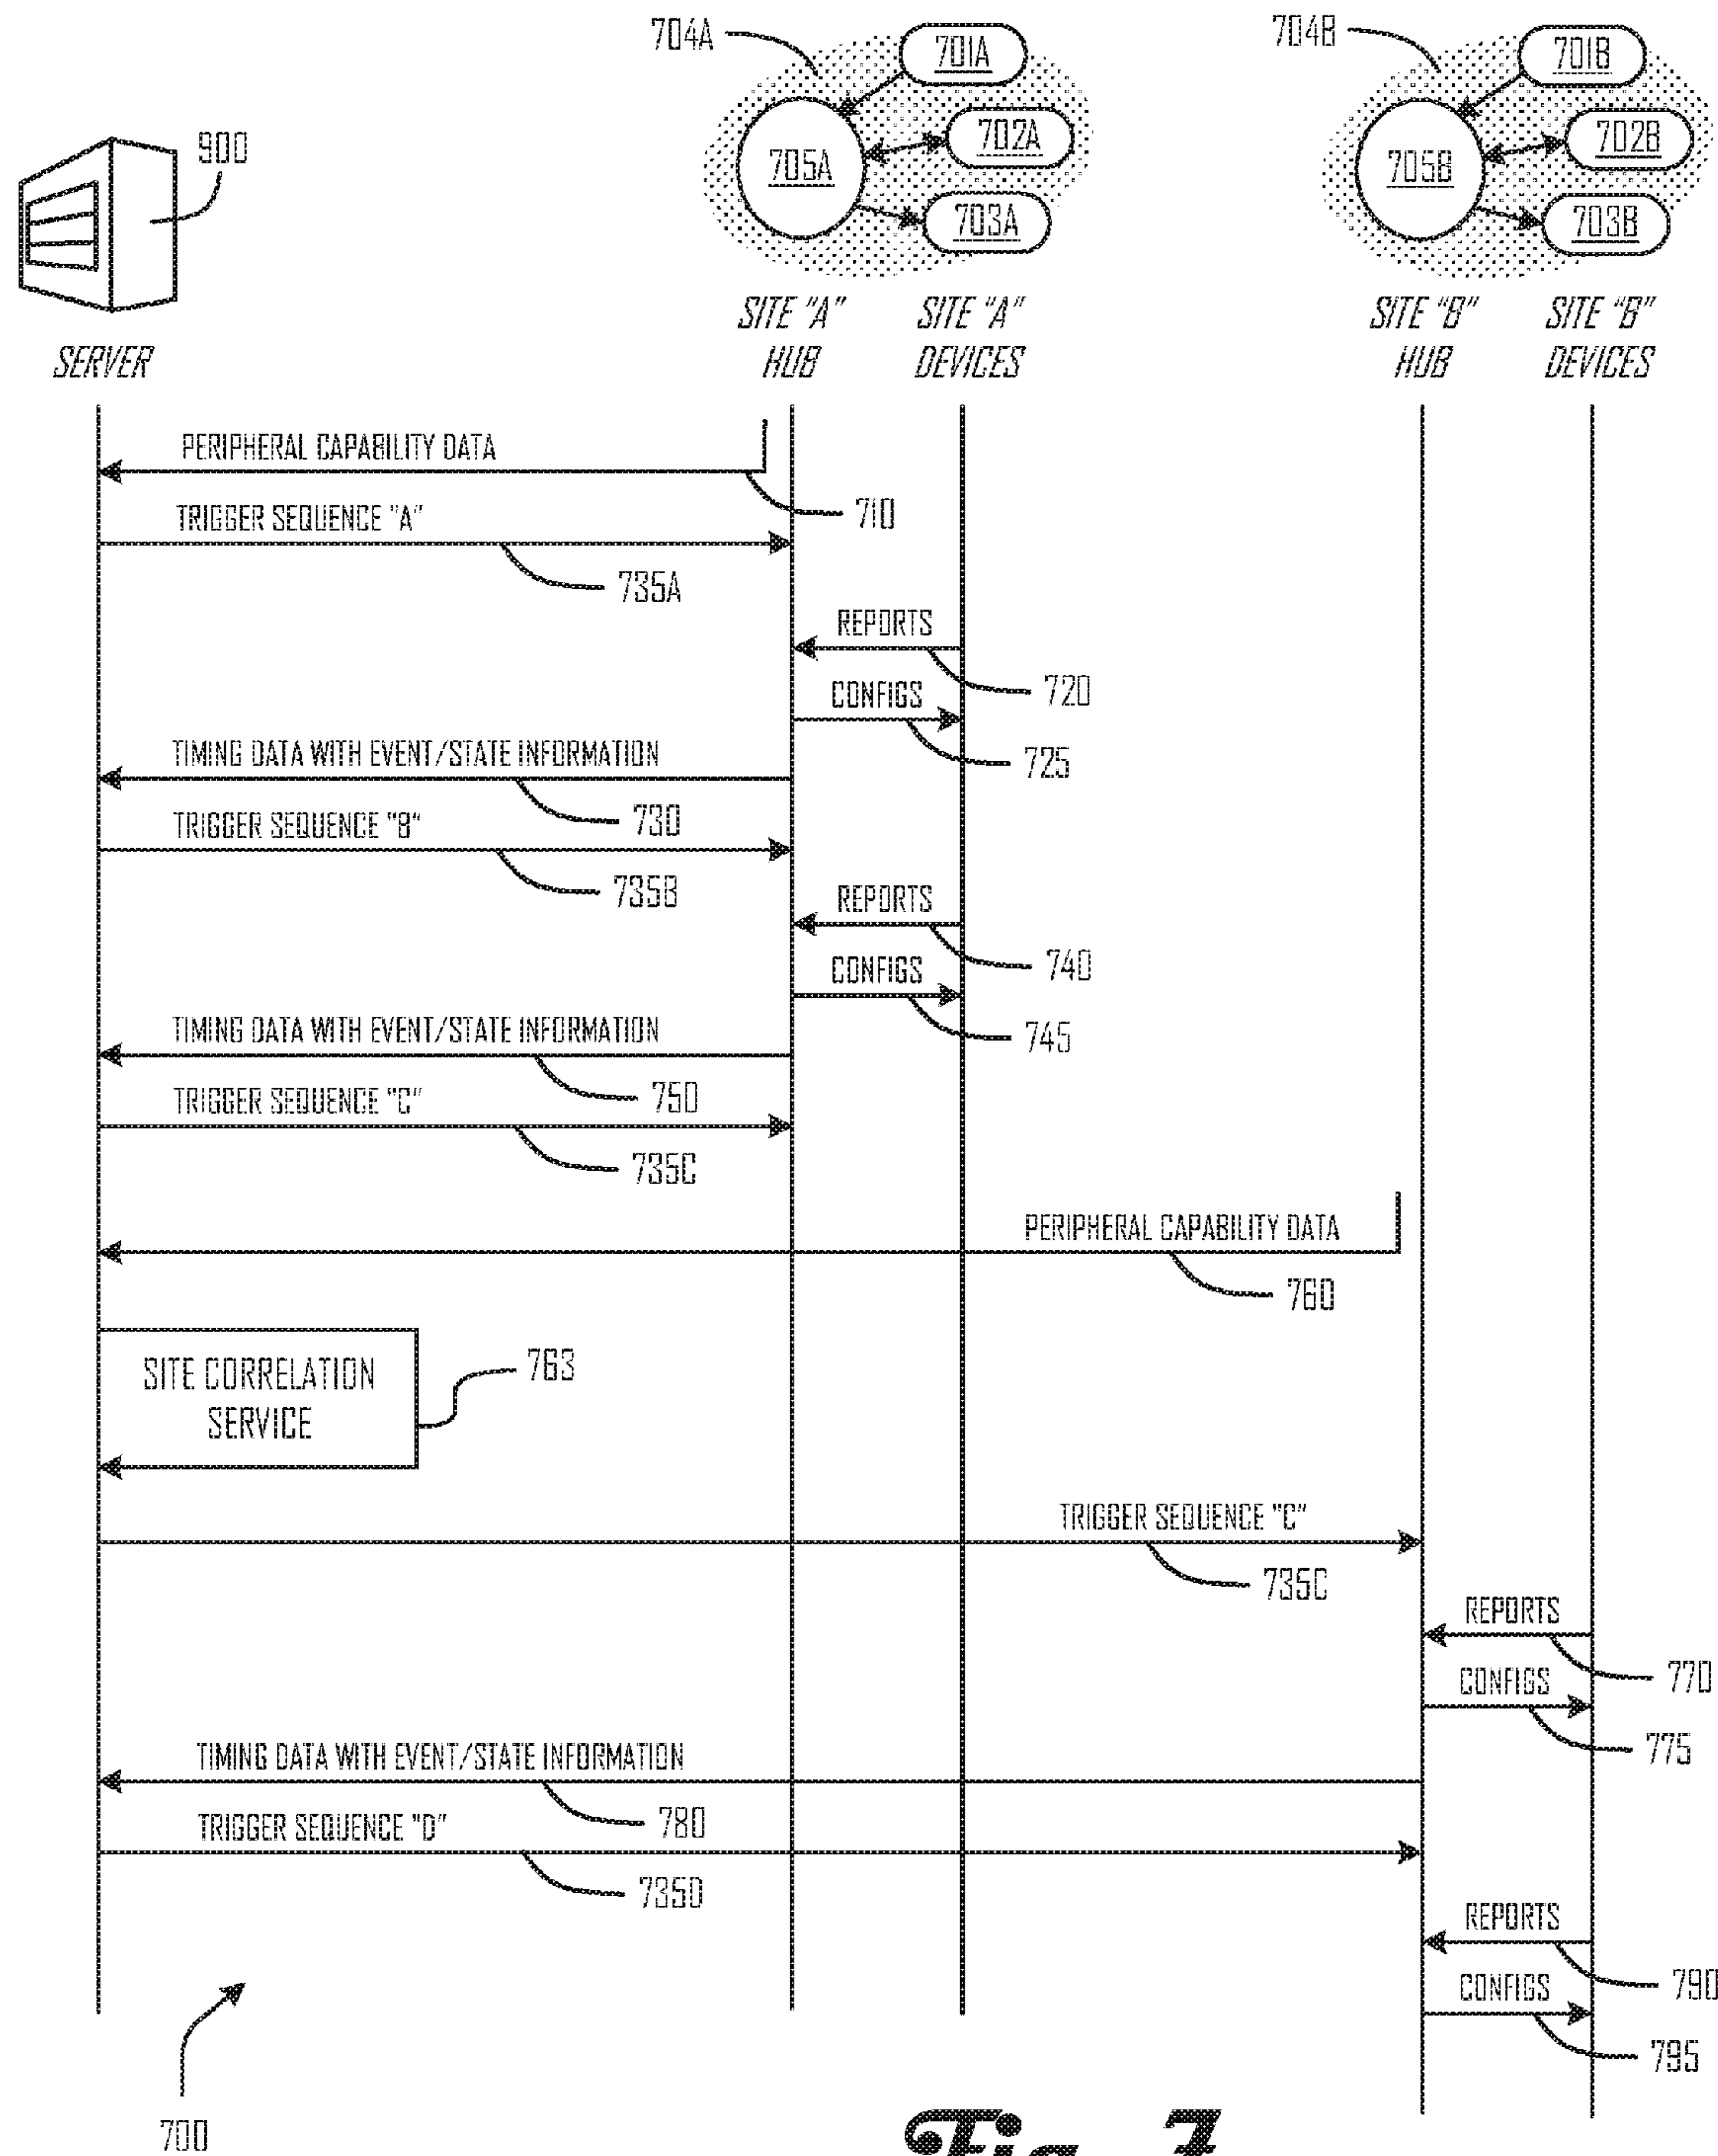 704A
701A
704B
701B
900
705A
702A
705B
702B
703A
703B
SITE "A"
HUB
SITE "A"
DEVICES
SITE "B"
HUB
SITE "B"
DEVICES
SERVER
PERIPHERAL CAPABILITY DATA
710
TRIGGER SEQUENCE "A"
735A
REPORTS
720
CONFIGS
725
TIMING DATA WITH EVENT/STATE INFORMATION
730
TRIGGER SEQUENCE "B"
735B
REPORTS
740
CONFIGS
745
TIMING DATA WITH EVENT/STATE INFORMATION
750
TRIGGER SEQUENCE "C"
735C
PERIPHERAL CAPABILITY DATA
760
SITE CORRELATION
SERVICE
763
TRIGGER SEQUENCE "C"
735C
REPORTS
770
CONFIGS
775
TIMING DATA WITH EVENT/STATE INFORMATION
780
TRIGGER SEQUENCE "D"
735D
REPORTS
790
CONFIGS
795
700
Fig. 7